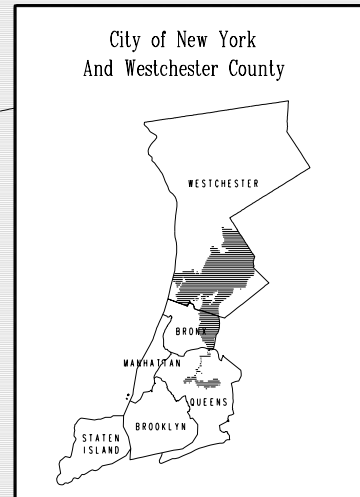 City of New York
And Westchester County
WESTCHESTER
BRONX
MANHATTAN
QUEENS
BROOKLYN
STATEN
ISLAND